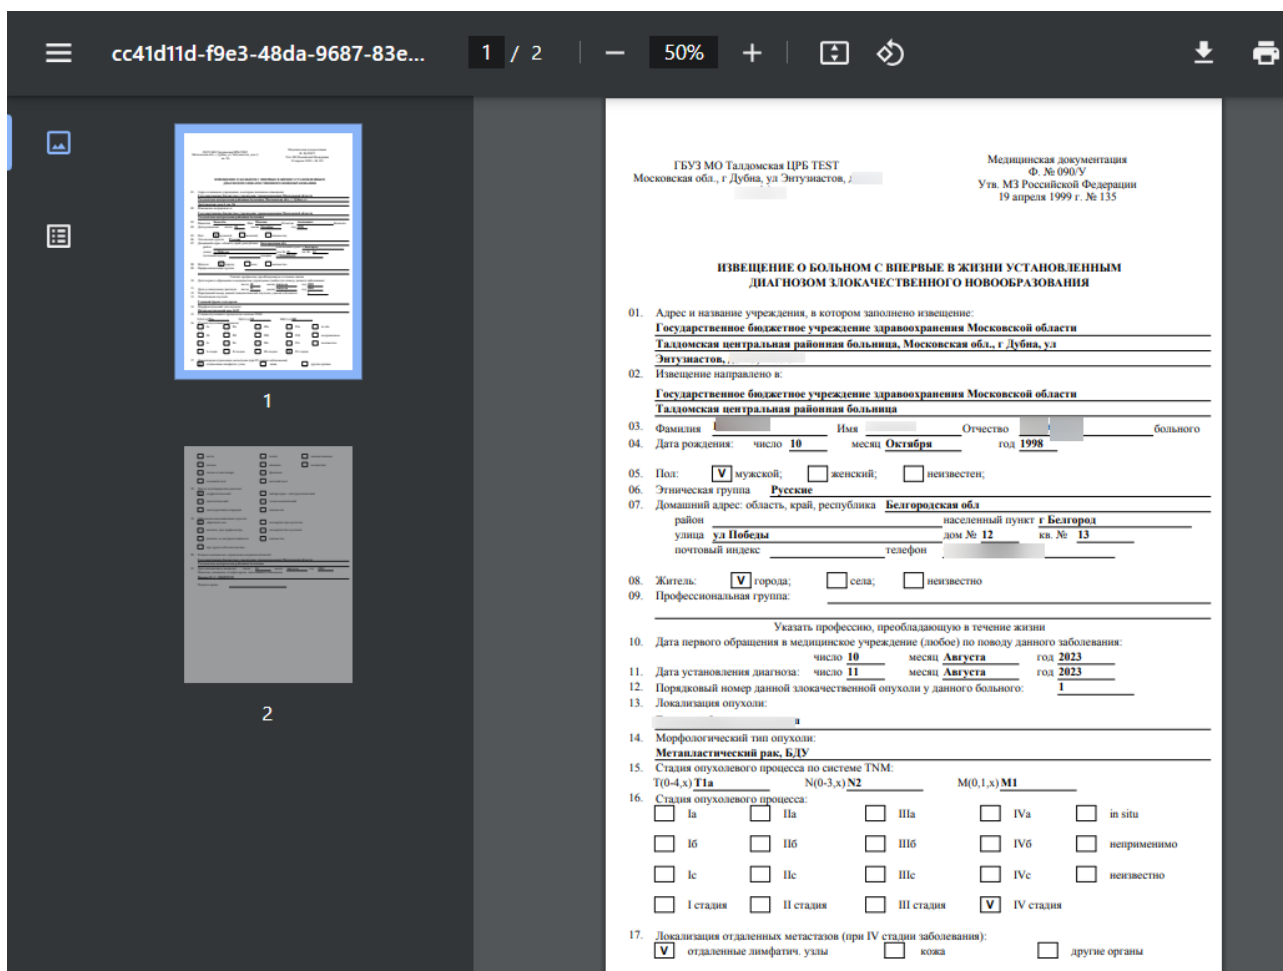 cc41d11d-f9e3-48da-9687-83e...
1 / 2
50%
1
2
ГБУЗ МО Талдомская ЦРБ TEST
Московская обл., г Дубна, ул Энтузиастов,
Медицинская документация
Ф. № 090/У
Утв. МЗ Российской Федерации
19 апреля 1999 г. № 135
ИЗВЕЩЕНИЕ О БОЛЬНОМ С ВПЕРВЫЕ В ЖИЗНИ УСТАНОВЛЕННЫМ
ДИАГНОЗОМ ЗЛОКАЧЕСТВЕННОГО НОВООБРАЗОВАНИЯ
01. Адрес и название учреждения, в котором заполнено извещение:
Государственное бюджетное учреждение здравоохранения Московской области
Талдомская центральная районная больница, Московская обл., г Дубна, ул
Энтузиастов,
02. Извещение направлено в:
Государственное бюджетное учреждение здравоохранения Московской области
Талдомская центральная районная больница
03. Фамилия Имя Отчество больного
04. Дата рождения: число 10 месяц Октября год 1998
05. Пол: V мужской; женский; неизвестен;
06. Этническая группа Русские
07. Домашний адрес: область, край, республика Белгородская обл
район населенный пункт г Белгород
улица ул Победы дом № 12 кв. № 13
почтовый индекс телефон
08. Житель: V города; села; неизвестно
09. Профессиональная группа:
Указать профессию, преобладающую в течение жизни
10. Дата первого обращения в медицинское учреждение (любое) по поводу данного заболевания:
число 10 месяц Августа год 2023
11. Дата установления диагноза: число 11 месяц Августа год 2023
12. Порядковый номер данной злокачественной опухоли у данного больного: 1
13. Локализация опухоли:
14. Морфологический тип опухоли:
Метапластический рак, БДУ
15. Стадия опухолевого процесса по системе TNM:
T(0-4,x) T1a N(0-3,x) N2 M(0,1,x) M1
16. Стадия опухолевого процесса:
Ia IIa IIIa IVa in situ
Iб IIб IIIб IVб неприменимо
Ic IIc IIIc IVc неизвестно
I стадия II стадия III стадия V IV стадия
17. Локализация отдаленных метастазов (при IV стадии заболевания):
V отдаленные лимфатич. узлы кожа другие органы